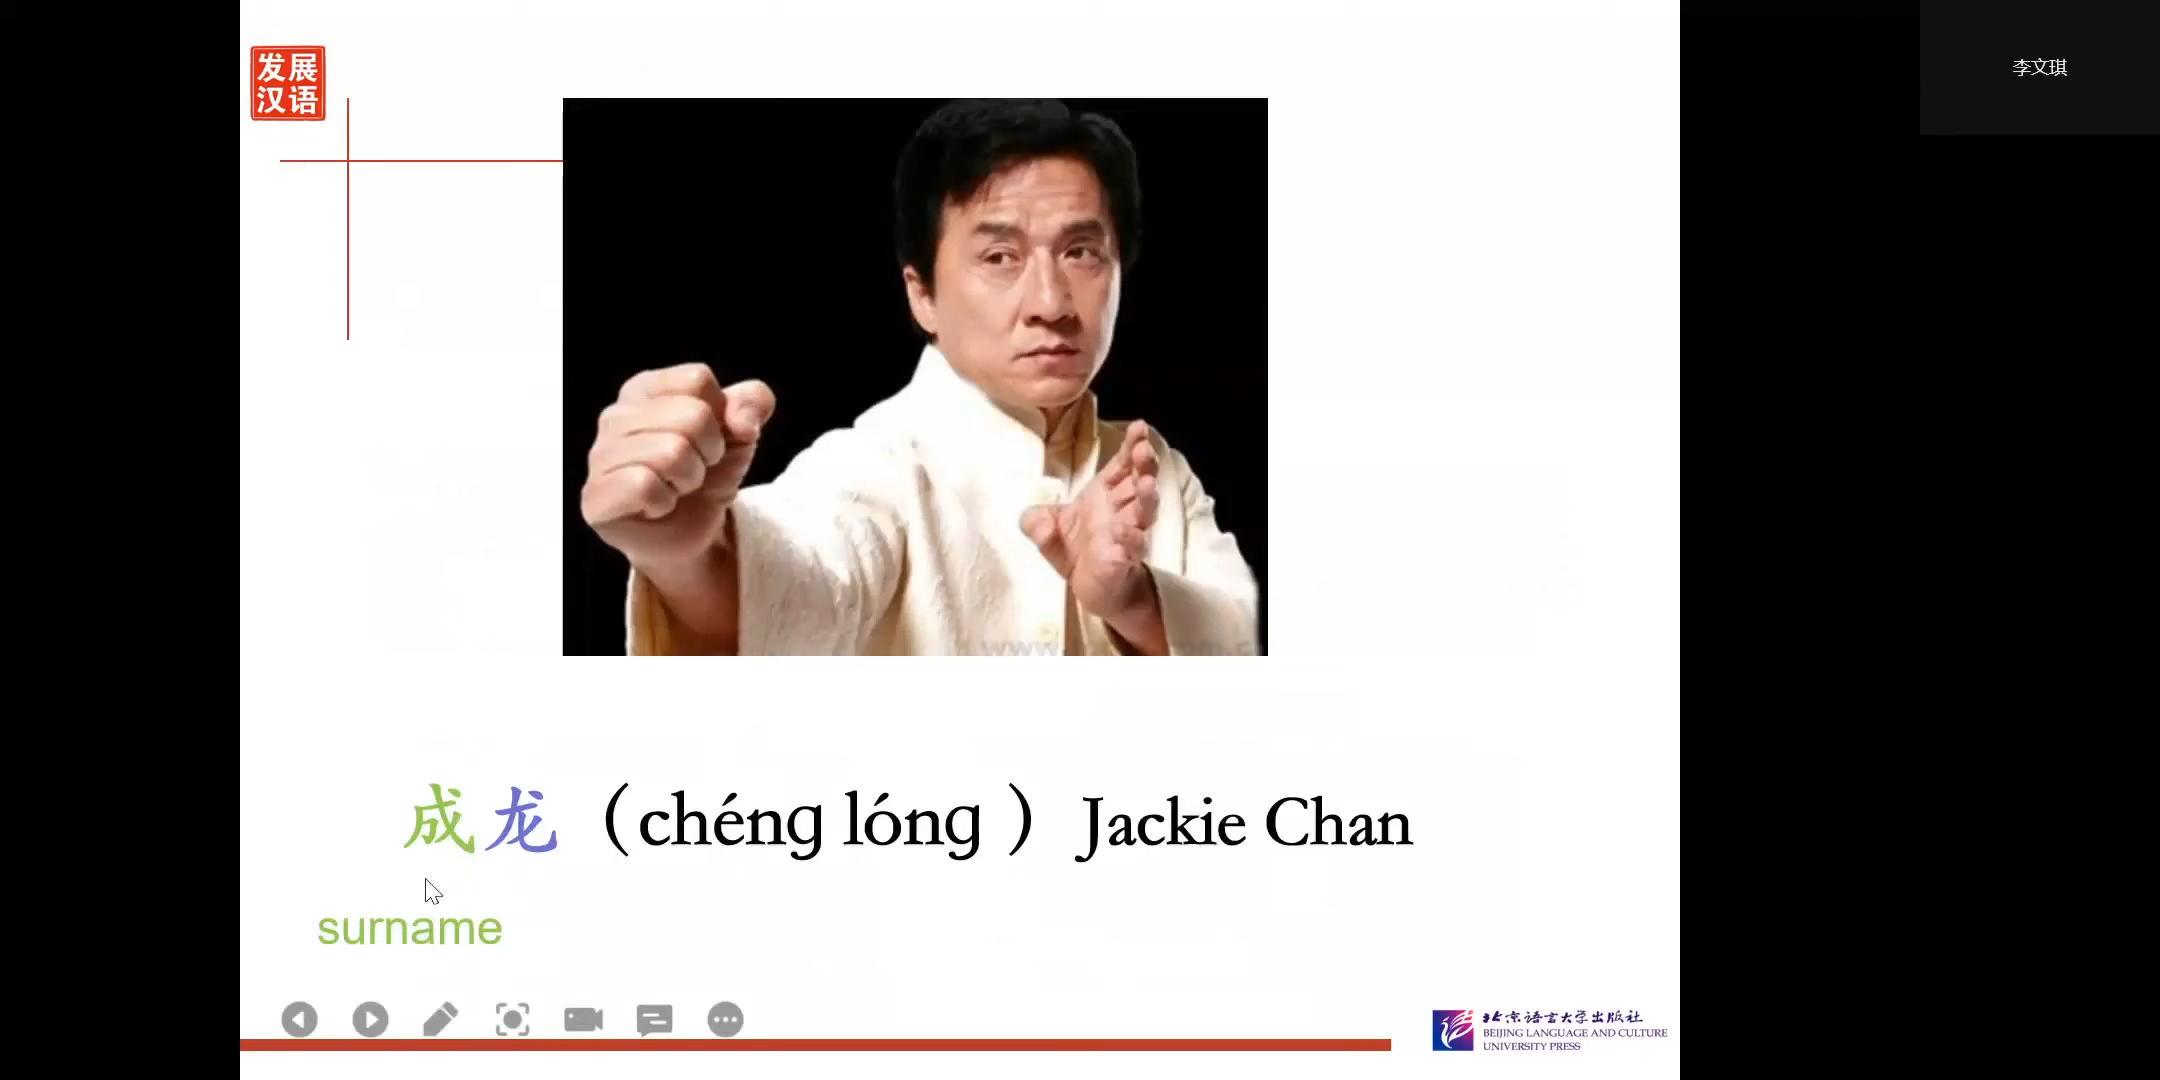 发展
汉语
李文琪
www
成龙（chéng lóng）Jackie Chan
surname
北京语言大学出版社
BEIJING LANGUAGE AND CULTURE
UNIVERSITY PRESS